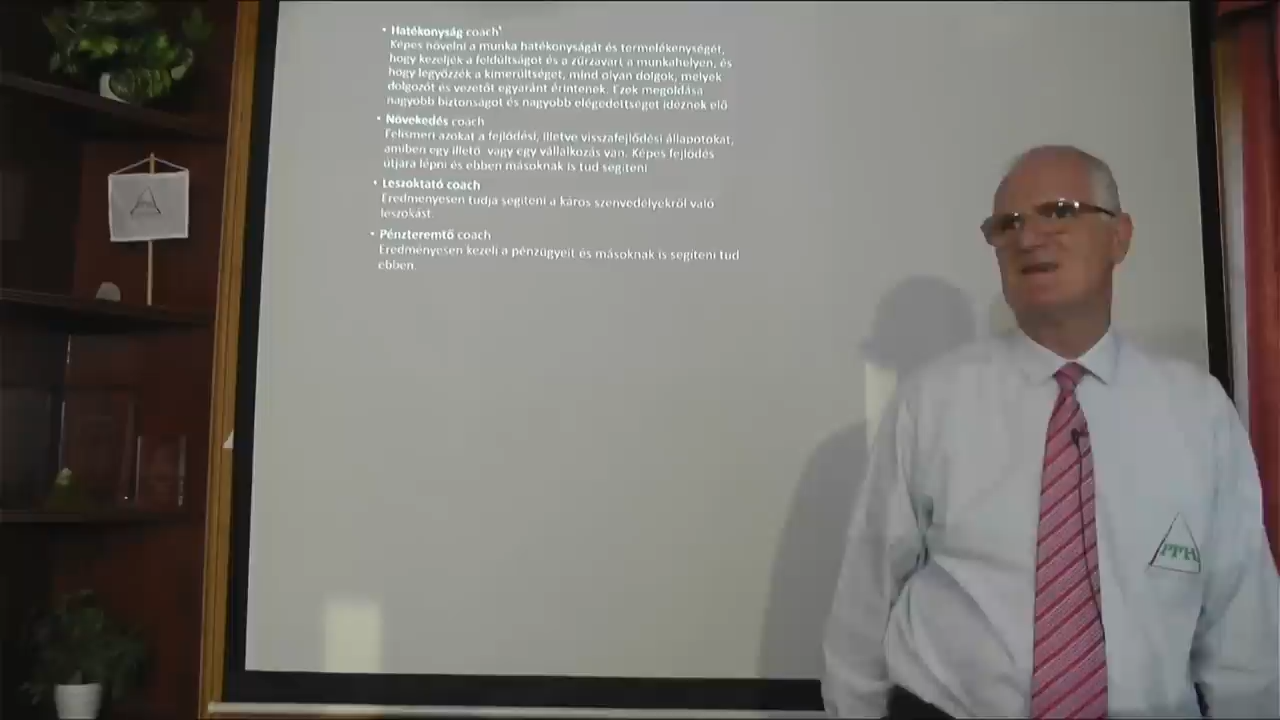 • Hatékonyság coach
Képes növelni a munka hatékonyságát és termelékenységét,
hogy kezeljék a feldúltságot és a zűrzavart a munkahelyen, és
hogy legyőzzék a kimerültséget, mind olyan dolgok, melyek
dolgozót és vezetőt egyaránt érintenek. Ezek megoldása
nagyobb biztonságot és nagyobb elégedettséget idéznek elő
• Növekedés coach
Felismeri azokat a fejlődési, illetve visszafejlődési állapotokat,
amiben egy illető vagy egy vállalkozás van. Képes fejlődés
útjára lépni és ebben másoknak is tud segíteni
• Leszoktató coach
Eredményesen tudja segíteni a káros szenvedélyekről való
leszokást.
• Pénzteremtő coach
Eredményesen kezeli a pénzügyeit és másoknak is segíteni tud
ebben.
PTH